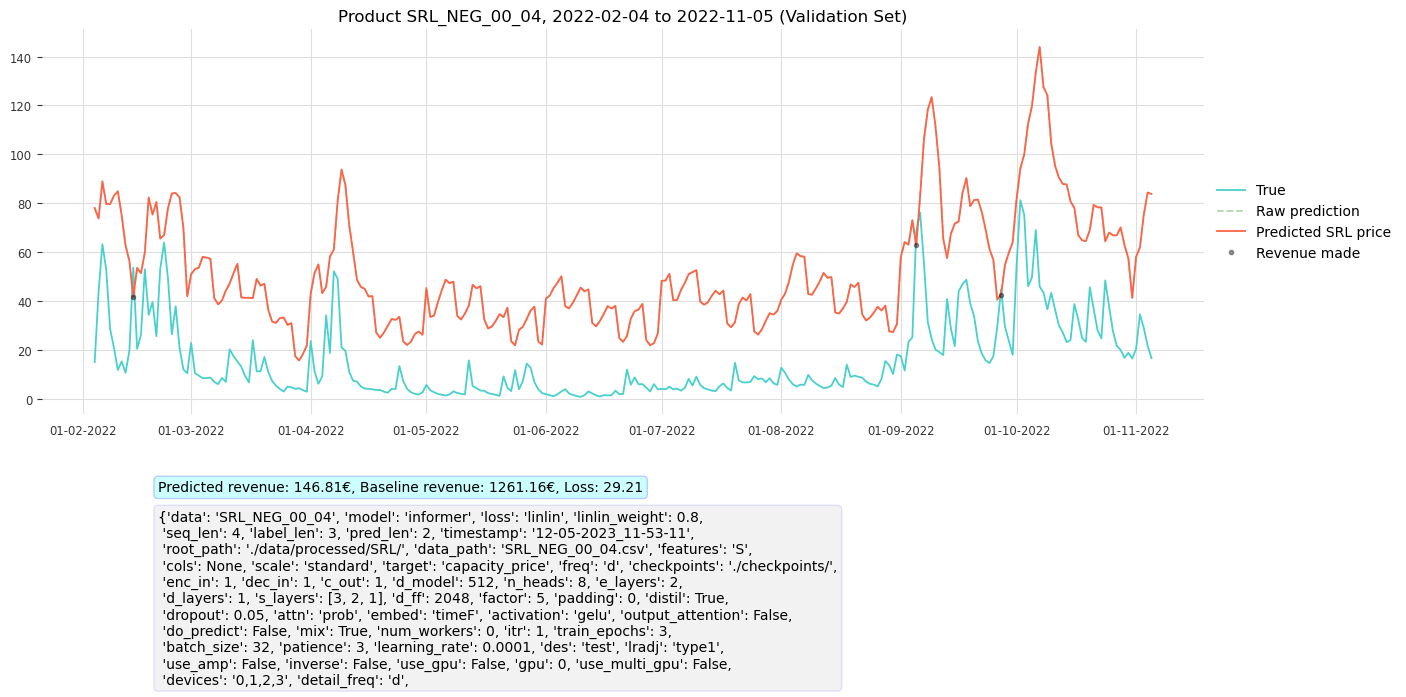 Product SRL_NEG_00_04, 2022-02-04 to 2022-11-05 (Validation Set)
140
120
100
80
60
40
20
0
01-02-2022 01-03-2022 01-04-2022 01-05-2022 01-06-2022 01-07-2022 01-08-2022 01-09-2022 01-10-2022 01-11-2022
True
Raw prediction
Predicted SRL price
Revenue made
Predicted revenue: 146.81€, Baseline revenue: 1261.16€, Loss: 29.21
{'data': 'SRL_NEG_00_04', 'model': 'informer', 'loss': 'linlin', 'linlin_weight': 0.8,
'seq_len': 4, 'label_len': 3, 'pred_len': 2, 'timestamp': '12-05-2023_11-53-11',
'root_path': './data/processed/SRL/', 'data_path': 'SRL_NEG_00_04.csv', 'features': 'S',
'cols': None, 'scale': 'standard', 'target': 'capacity_price', 'freq': 'd', 'checkpoints': './checkpoints/',
'enc_in': 1, 'dec_in': 1, 'c_out': 1, 'd_model': 512, 'n_heads': 8, 'e_layers': 2,
'd_layers': 1, 's_layers': [3, 2, 1], 'd_ff': 2048, 'factor': 5, 'padding': 0, 'distil': True,
'dropout': 0.05, 'attn': 'prob', 'embed': 'timeF', 'activation': 'gelu', 'output_attention': False,
'do_predict': False, 'mix': True, 'num_workers': 0, 'itr': 1, 'train_epochs': 3,
'batch_size': 32, 'patience': 3, 'learning_rate': 0.0001, 'des': 'test', 'lradj': 'type1',
'use_amp': False, 'inverse': False, 'use_gpu': False, 'gpu': 0, 'use_multi_gpu': False,
'devices': '0,1,2,3', 'detail_freq': 'd',